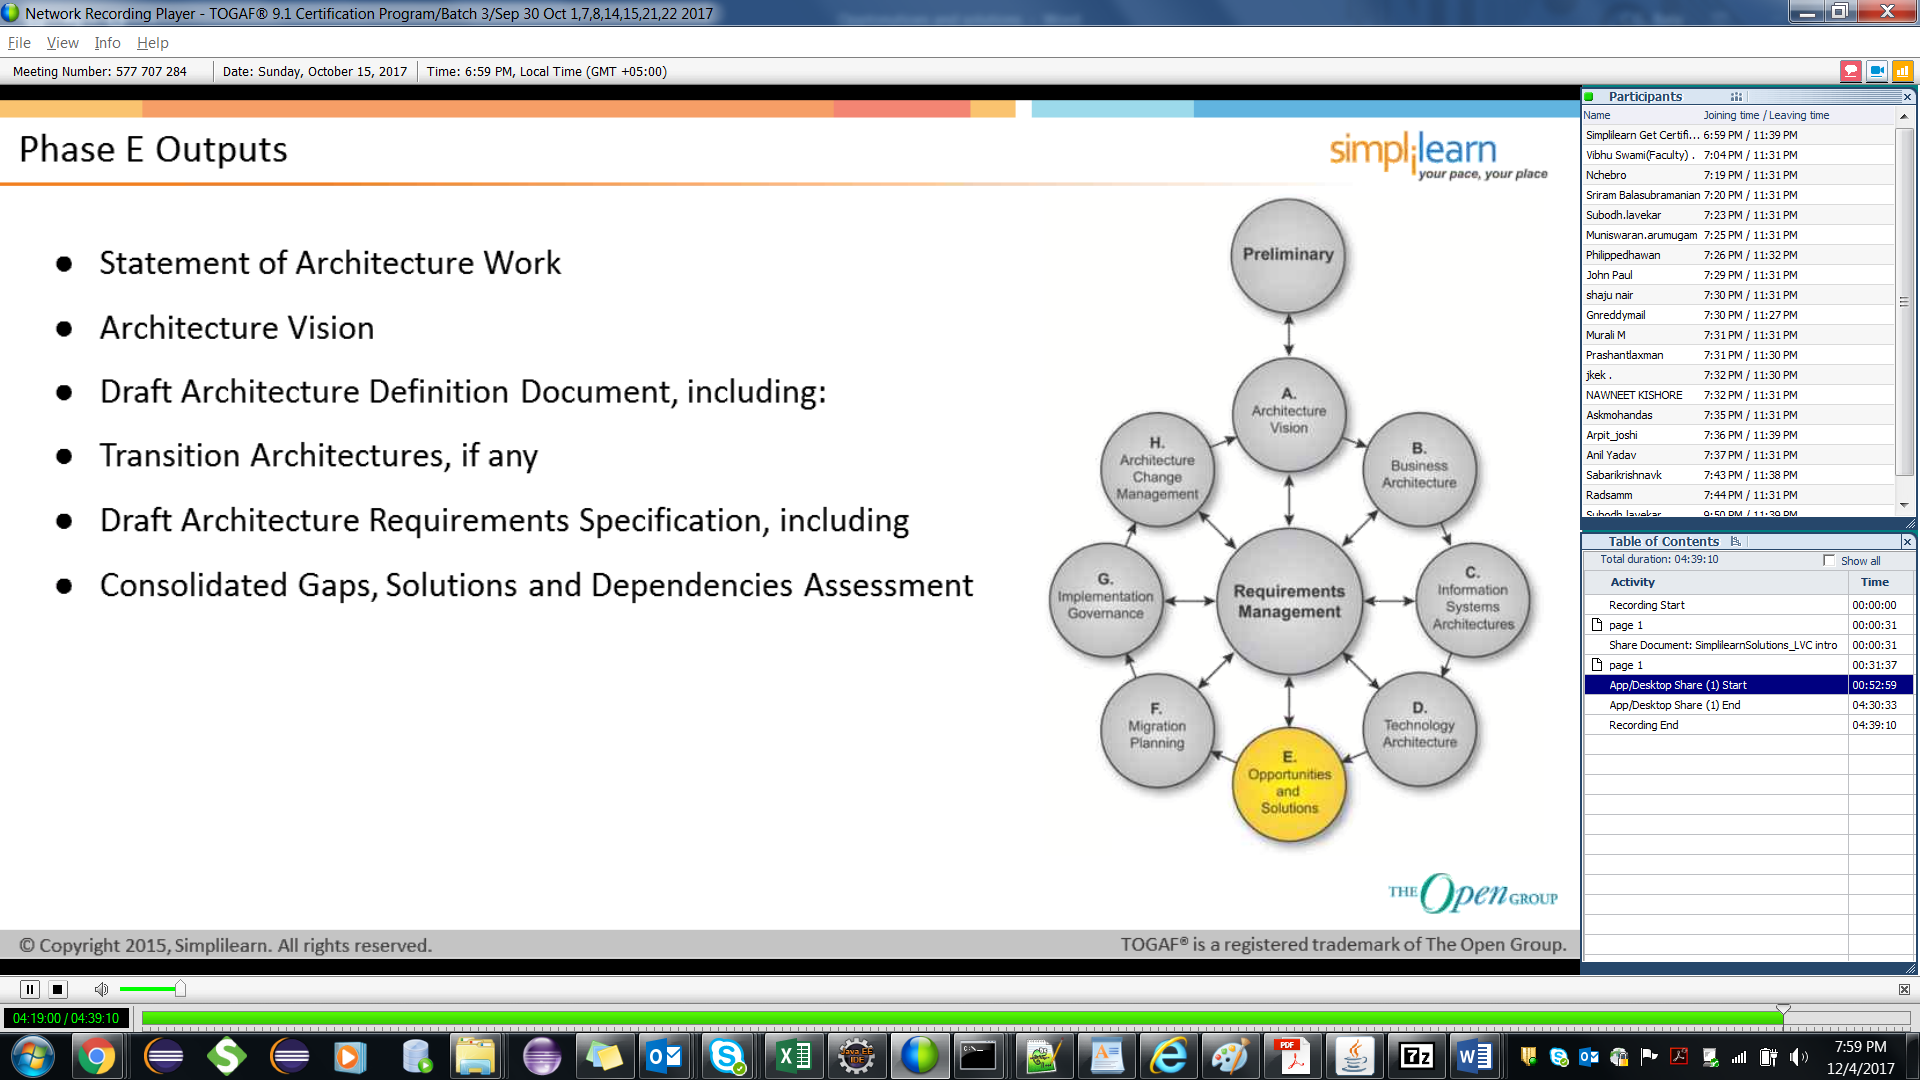 Network Recording Player - TOGAF® 9.1 Certification Program/Batch 3/Sep 30 Oct 1,7,8,14,15,21,22 2017
File View Info Help
Meeting Number: 577 707 284 Date: Sunday, October 15, 2017 Time: 6:59 PM, Local Time (GMT +05:00)
Phase E Outputs
simplilearn
your pace, your place
● Statement of Architecture Work
● Architecture Vision
● Draft Architecture Definition Document, including:
● Transition Architectures, if any
● Draft Architecture Requirements Specification, including
● Consolidated Gaps, Solutions and Dependencies Assessment
Preliminary
A.
Architecture
Vision
B.
Business
Architecture
C.
Information
Systems
Architectures
D.
Technology
Architecture
E.
Opportunities
and
Solutions
F.
Migration
Planning
G.
Implementation
Governance
H.
Architecture
Change
Management
Requirements
Management
THE Open GROUP
© Copyright 2015, Simplilearn. All rights reserved.
TOGAF® is a registered trademark of The Open Group.
Participants
Name Joining time / Leaving time
Simplilearn Get Certifi... 6:59 PM / 11:39 PM
Vibhu Swami(Faculty) . 7:04 PM / 11:31 PM
Nchebro 7:19 PM / 11:31 PM
Sriram Balasubramanian 7:20 PM / 11:31 PM
Subodh.lavekar 7:23 PM / 11:31 PM
Muniswaran.arumugam 7:25 PM / 11:31 PM
Philippedhawan 7:26 PM / 11:32 PM
John Paul 7:29 PM / 11:31 PM
shaju nair 7:30 PM / 11:31 PM
Gnreddymail 7:30 PM / 11:27 PM
Murali M 7:31 PM / 11:31 PM
Prashantlaxman 7:31 PM / 11:30 PM
jkek . 7:32 PM / 11:30 PM
NAWNEET KISHORE 7:32 PM / 11:31 PM
Askmohandas 7:35 PM / 11:31 PM
Arpit_joshi 7:36 PM / 11:39 PM
Anil Yadav 7:37 PM / 11:31 PM
Sabarikrishnavk 7:43 PM / 11:38 PM
Radsamm 7:44 PM / 11:31 PM
Subodh.lavekar 9:50 PM / 11:39 PM
Table of Contents
Total duration: 04:39:10 Show all
Activity Time
Recording Start 00:00:00
page 1 00:00:31
Share Document: SimplilearnSolutions_LVC intro 00:00:31
page 1 00:31:37
App/Desktop Share (1) Start 00:52:59
App/Desktop Share (1) End 04:30:33
Recording End 04:39:10
04:19:00 / 04:39:10
Java EE
IDE
C:\_
PDF
7z
7:59 PM
12/4/2017